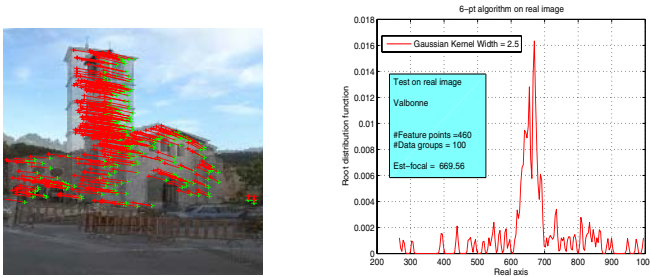 6-pt algorithm on real image
0.018
0.016
0.014
0.012
0.01
0.008
0.006
0.004
0.002
0
Root distribution function
Gaussian Kernel Width = 2.5
Test on real image
Valbonne
#Feature points =460
#Data groups = 100
Est-focal = 669.56
200 300 400 500 600 700 800 900 1000
Real axis